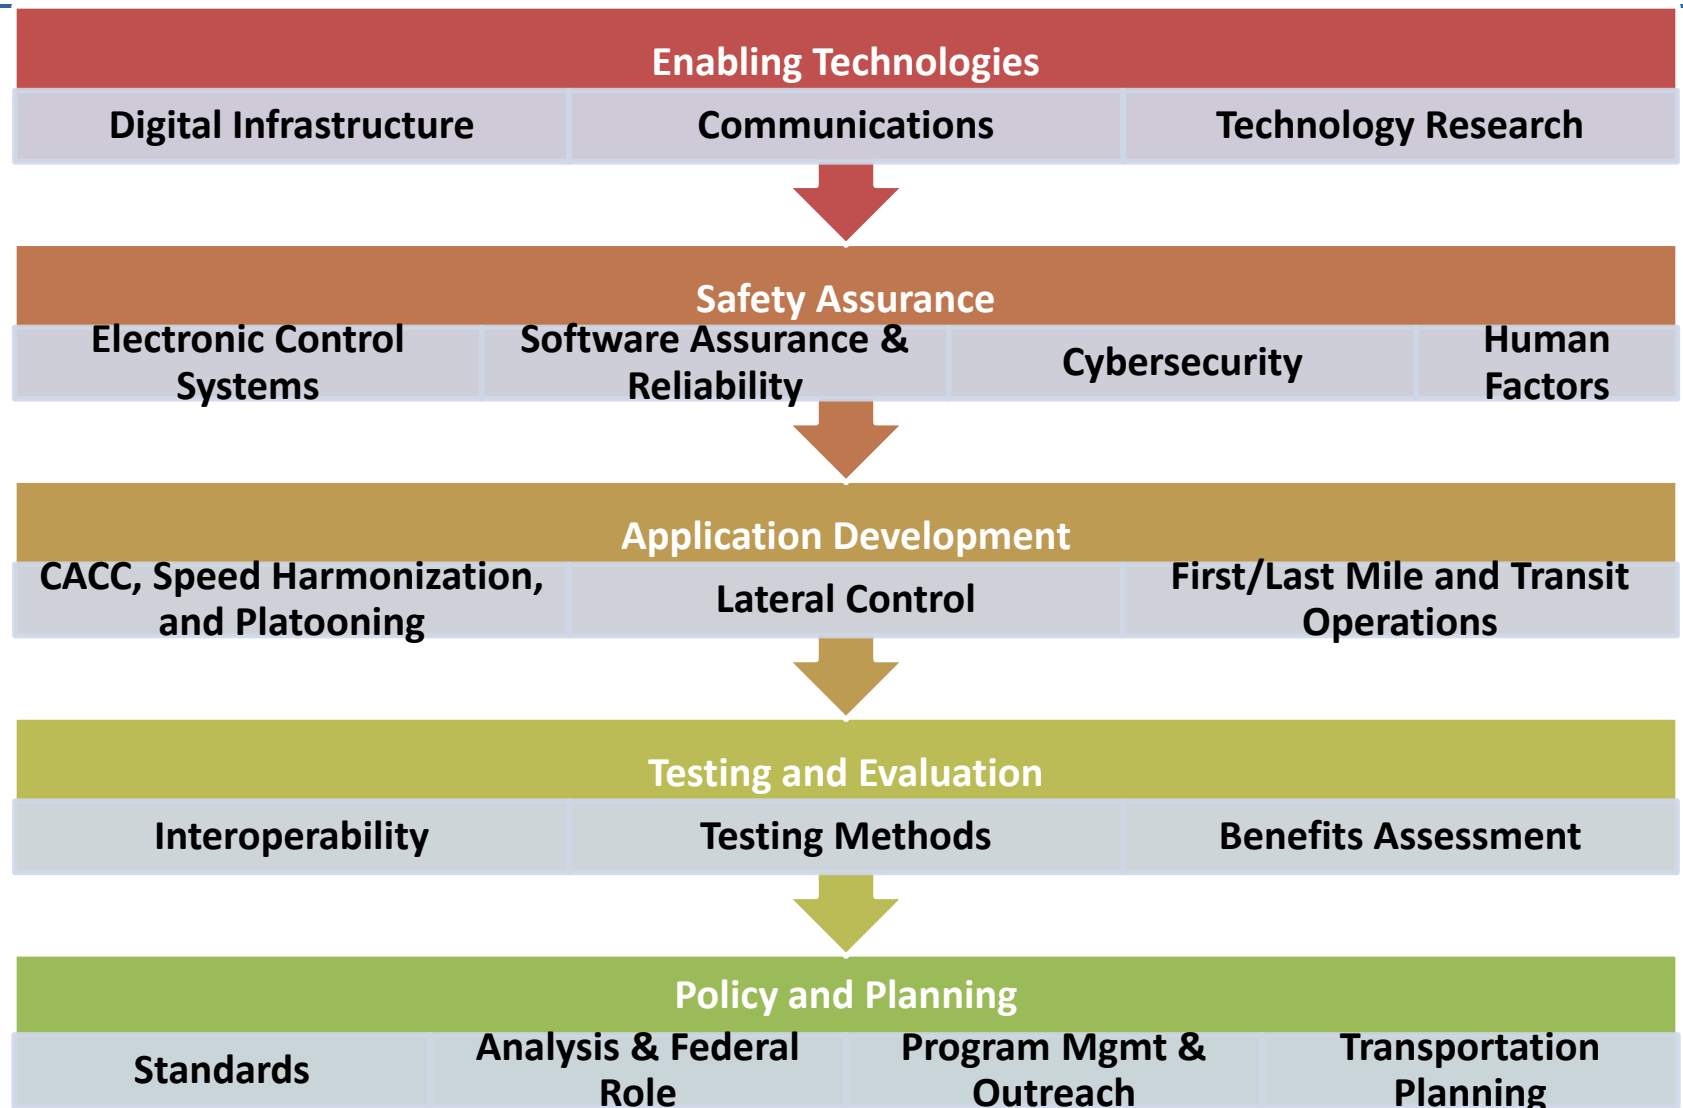 Enabling Technologies
Digital Infrastructure
Communications
Technology Research
Safety Assurance
Electronic Control
Systems
Software Assurance &
Reliability
Cybersecurity
Human
Factors
Application Development
CACC, Speed Harmonization,
and Platooning
Lateral Control
First/Last Mile and Transit
Operations
Testing and Evaluation
Interoperability
Testing Methods
Benefits Assessment
Policy and Planning
Standards
Analysis & Federal
Role
Program Mgmt &
Outreach
Transportation
Planning